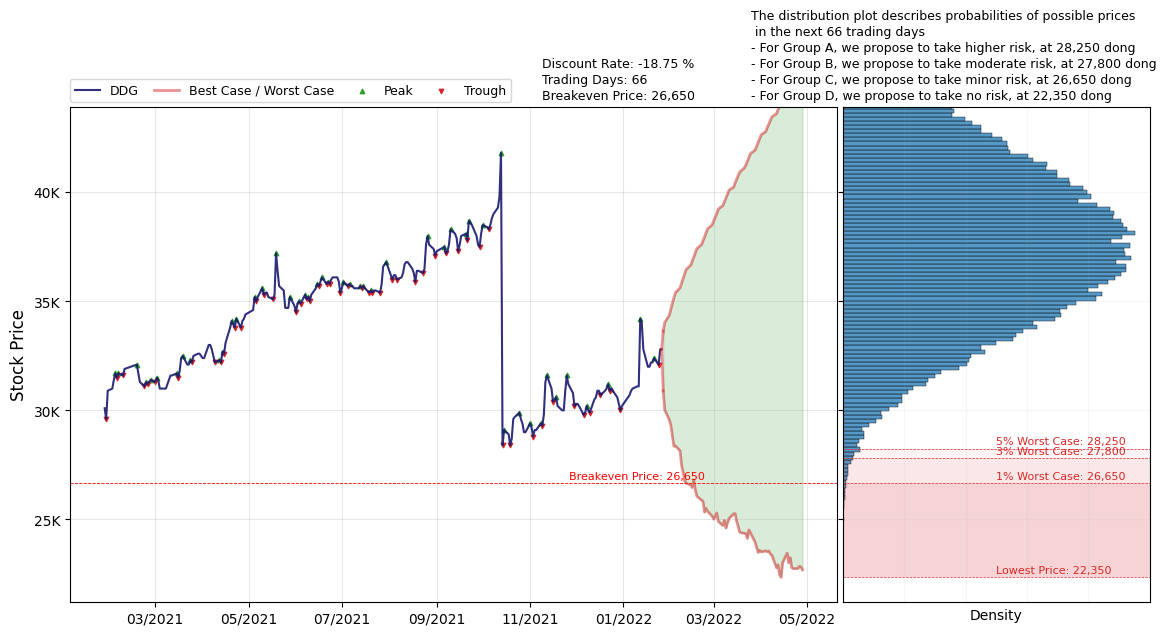 The distribution plot describes probabilities of possible prices
in the next 66 trading days
- For Group A, we propose to take higher risk, at 28,250 dong
- For Group B, we propose to take moderate risk, at 27,800 dong
- For Group C, we propose to take minor risk, at 26,650 dong
- For Group D, we propose to take no risk, at 22,350 dong
Discount Rate: -18.75 %
Trading Days: 66
Breakeven Price: 26,650
DDG
Best Case / Worst Case
Peak
Trough
Stock Price
40K
35K
30K
25K
Breakeven Price: 26,650
03/2021
05/2021
07/2021
09/2021
11/2021
01/2022
03/2022
05/2022
5% Worst Case: 28,250
3% Worst Case: 27,800
1% Worst Case: 26,650
Lowest Price: 22,350
Density